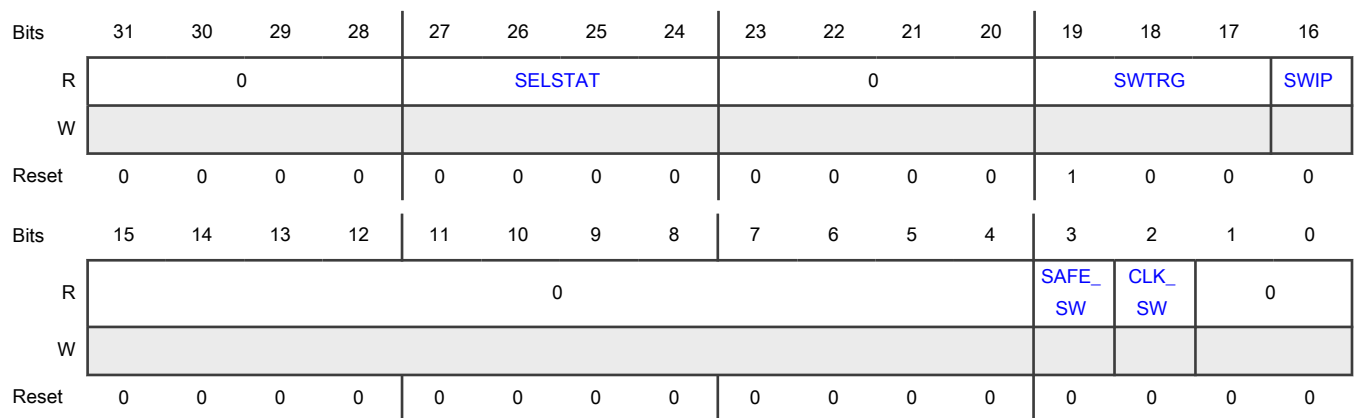 Bits 31 30 29 28 27 26 25 24 23 22 21 20 19 18 17 16
R 0 SELSTAT 0 SWTRG SWIP
W
Reset 0 0 0 0 0 0 0 0 0 0 0 0 1 0 0 0
Bits 15 14 13 12 11 10 9 8 7 6 5 4 3 2 1 0
R 0 SAFE_ SW CLK_ SW 0
W
Reset 0 0 0 0 0 0 0 0 0 0 0 0 0 0 0 0